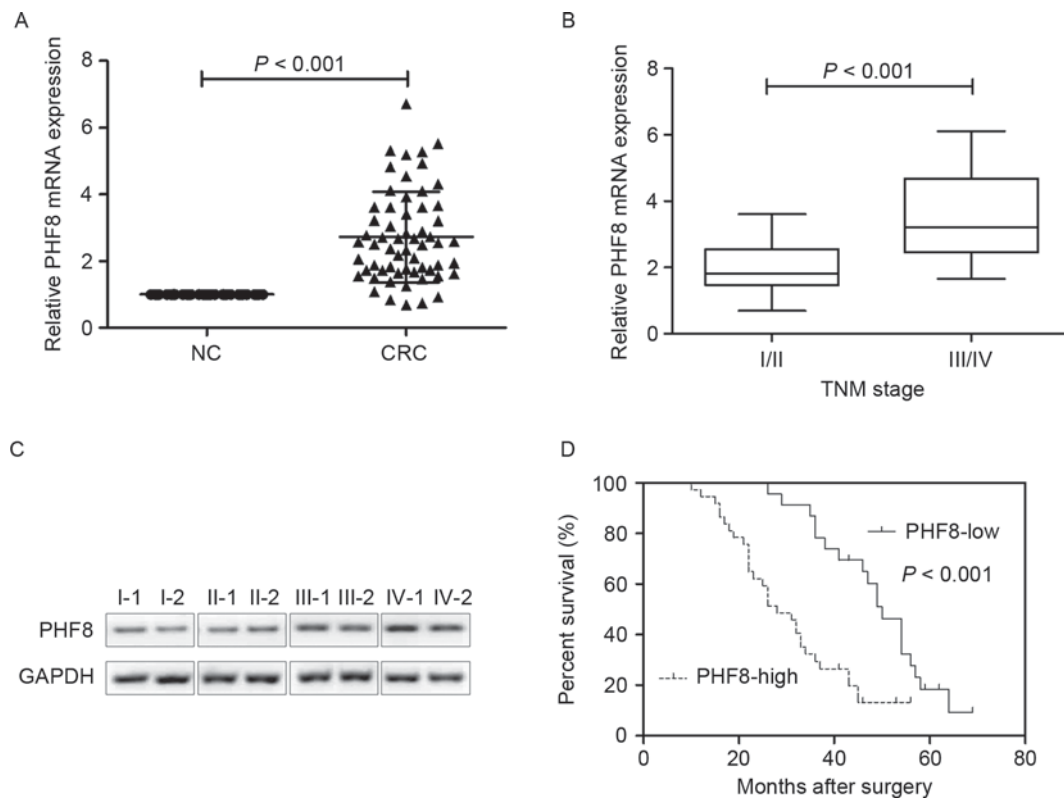 A
Relative PHF8 mRNA expression
8
6
4
2
0
P < 0.001
NC
CRC
B
Relative PHF8 mRNA expression
8
6
4
2
0
P < 0.001
I/II
III/IV
TNM stage
C
I-1 I-2 II-1 II-2 III-1 III-2 IV-1 IV-2
PHF8
GAPDH
D
Percent survival (%)
100
80
60
40
20
0
PHF8-low
P < 0.001
PHF8-high
0 20 40 60 80
Months after surgery